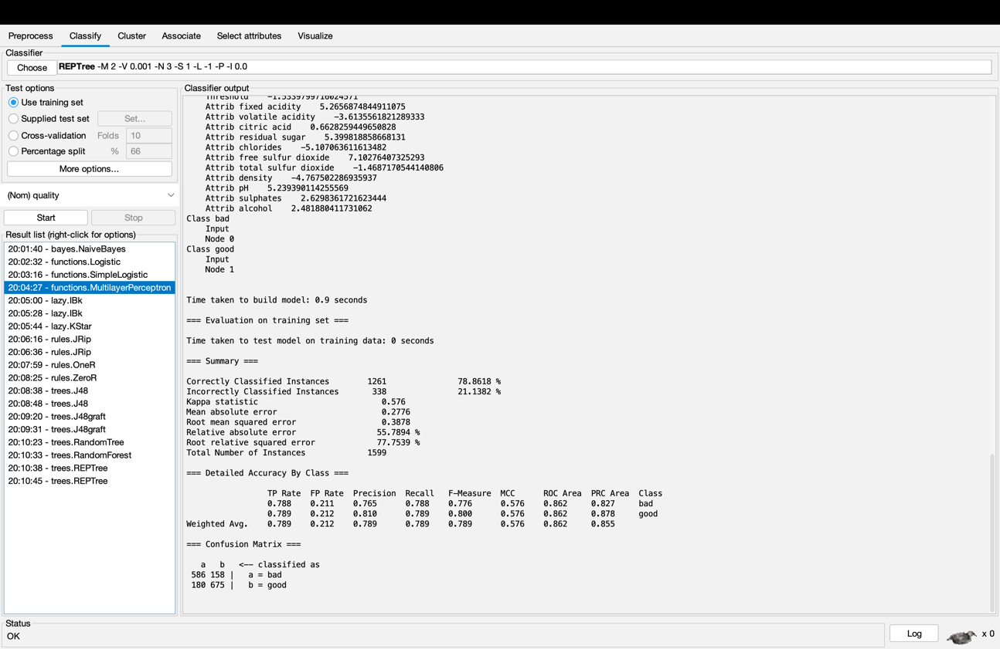 Preprocess Classify Cluster Associate Select attributes Visualize
Classifier
Choose REPTree -M 2 -V 0.001 -N 3 -S 1 -L -1 -P -I 0.0
Test options
Use training set
Supplied test set Set...
Cross-validation Folds 10
Percentage split % 66
More options...
(Nom) quality
Start Stop
Result list (right-click for options)
20:01:40 - bayes.NaiveBayes
20:02:32 - functions.Logistic
20:03:16 - functions.SimpleLogistic
20:04:27 - functions.MultilayerPerceptron
20:05:00 - lazy.IBk
20:05:28 - lazy.IBk
20:05:44 - lazy.KStar
20:06:16 - rules.JRip
20:06:36 - rules.JRip
20:07:59 - rules.OneR
20:08:25 - rules.ZeroR
20:08:38 - trees.J48
20:08:48 - trees.J48
20:09:20 - trees.J48graft
20:09:31 - trees.J48graft
20:10:23 - trees.RandomTree
20:10:33 - trees.RandomForest
20:10:38 - trees.REPTree
20:10:45 - trees.REPTree
Classifier output
Threshold -1.5339799716024571
Attrib fixed acidity 5.2656874844911075
Attrib volatile acidity -3.6135561821289333
Attrib citric acid 0.6628259449650828
Attrib residual sugar 5.399818858668131
Attrib chlorides -5.107063611613482
Attrib free sulfur dioxide 7.10276407325293
Attrib total sulfur dioxide -1.4687170544140806
Attrib density -4.767502286935937
Attrib pH 5.239390114255569
Attrib sulphates 2.6298361721623444
Attrib alcohol 2.481880411731062
Class bad
Input
Node 0
Class good
Input
Node 1
Time taken to build model: 0.9 seconds
=== Evaluation on training set ===
Time taken to test model on training data: 0 seconds
=== Summary ===
Correctly Classified Instances 1261 78.8618 %
Incorrectly Classified Instances 338 21.1382 %
Kappa statistic 0.576
Mean absolute error 0.2776
Root mean squared error 0.3878
Relative absolute error 55.7894 %
Root relative squared error 77.7539 %
Total Number of Instances 1599
=== Detailed Accuracy By Class ===
TP Rate FP Rate Precision Recall F-Measure MCC ROC Area PRC Area Class
0.788 0.211 0.765 0.788 0.776 0.576 0.862 0.827 bad
0.789 0.212 0.810 0.789 0.800 0.576 0.862 0.878 good
Weighted Avg. 0.789 0.212 0.789 0.789 0.789 0.576 0.862 0.855
=== Confusion Matrix ===
a b <-- classified as
586 158 | a = bad
180 675 | b = good
Status
OK
Log x 0